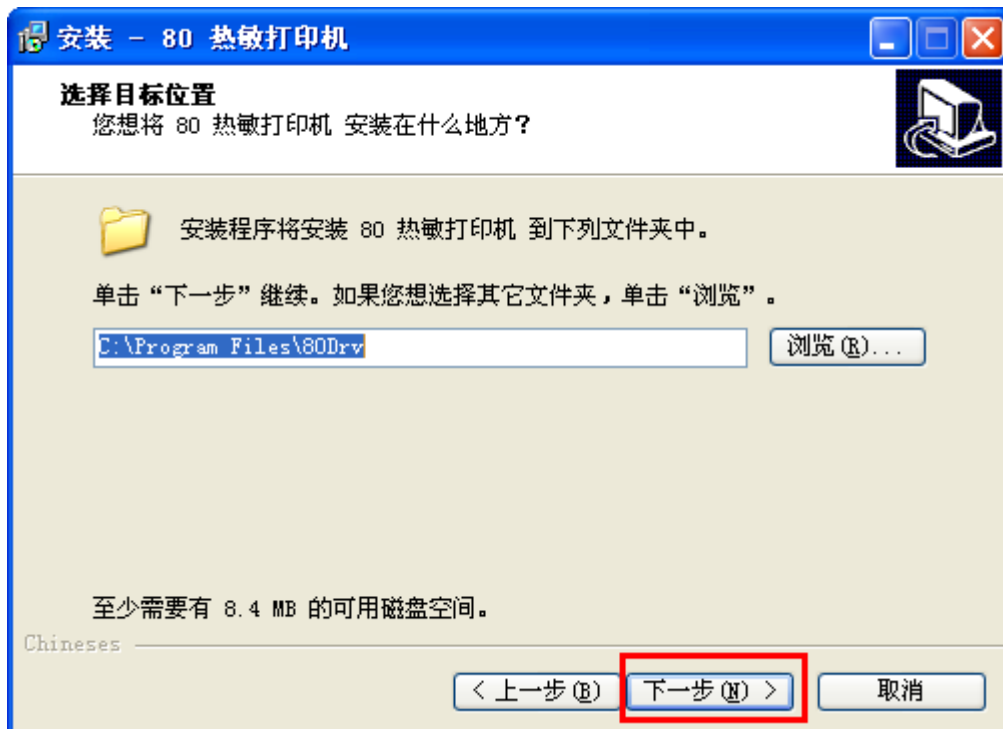 安装 - 80 热敏打印机
选择目标位置
您想将 80 热敏打印机 安装在什么地方?
安装程序将安装 80 热敏打印机 到下列文件夹中。
单击“下一步”继续。如果您想选择其它文件夹,单击“浏览”。
C:\Program Files\80Drv
浏览(R)...
至少需要有 8.4 MB 的可用磁盘空间。
Chineses
< 上一步(B) 下一步(N) > 取消